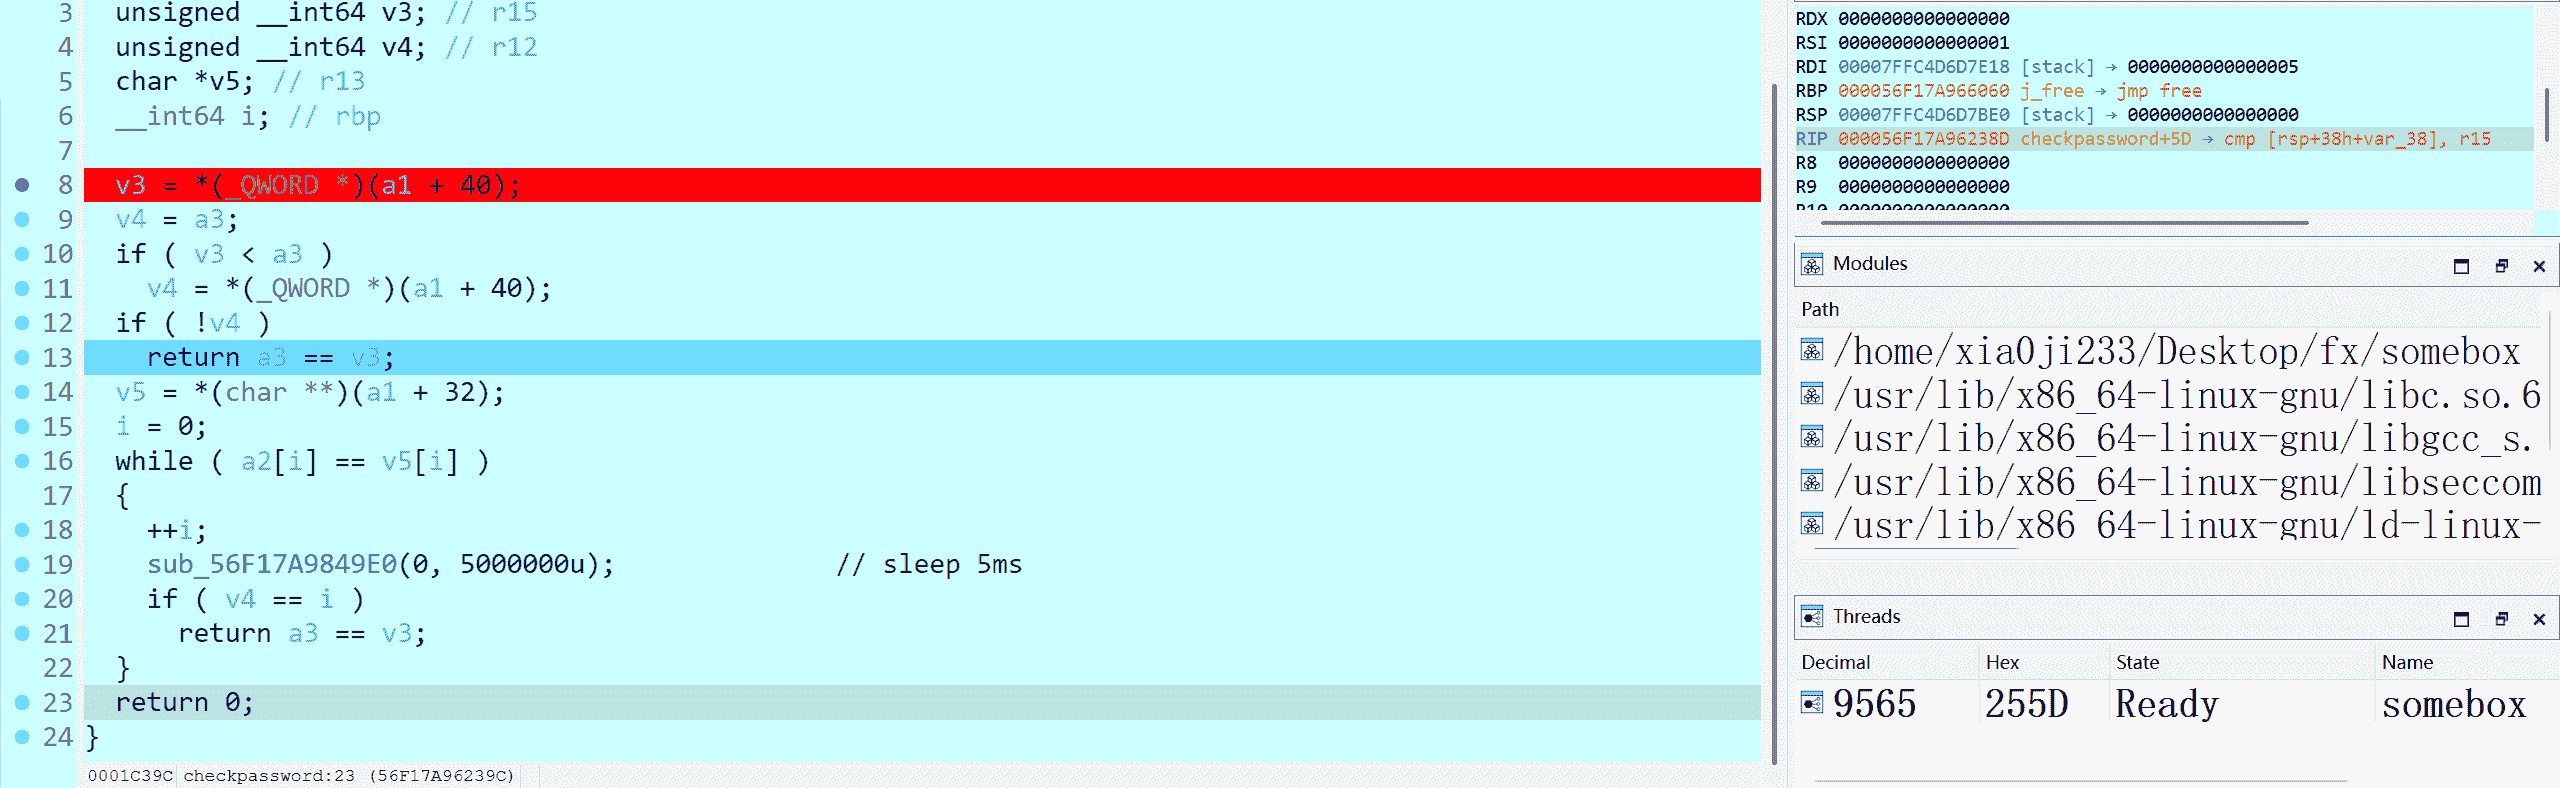 3 unsigned __int64 v3; // r15
4 unsigned __int64 v4; // r12
5 char *v5; // r13
6 __int64 i; // rbp
7
8 v3 = *(_QWORD *)(a1 + 40);
9 v4 = a3;
10 if ( v3 < a3 )
11 v4 = *(_QWORD *)(a1 + 40);
12 if ( !v4 )
13 return a3 == v3;
14 v5 = *(char **)(a1 + 32);
15 i = 0;
16 while ( a2[i] == v5[i] )
17 {
18 ++i;
19 sub_56F17A9849E0(0, 5000000u); // sleep 5ms
20 if ( v4 == i )
21 return a3 == v3;
22 }
23 return 0;
24 }
0001C39C checkpassword:23 (56F17A96239C)
RDX 0000000000000000
RSI 0000000000000001
RDI 00007FFC4D6D7E18 [stack] → 0000000000000005
RBP 000056F17A966060 j_free → jmp free
RSP 00007FFC4D6D7BE0 [stack] → 0000000000000000
RIP 000056F17A96238D checkpassword+5D → cmp [rsp+38h+var_38], r15
R8 0000000000000000
R9 0000000000000000
R10 0000000000000000
Modules
Path
/home/xia0ji233/Desktop/fx/somebox
/usr/lib/x86_64-linux-gnu/libc.so.6
/usr/lib/x86_64-linux-gnu/libgcc_s.
/usr/lib/x86_64-linux-gnu/libseccom
/usr/lib/x86_64-linux-gnu/ld-linux-
Threads
Decimal Hex State Name
9565 255D Ready somebox